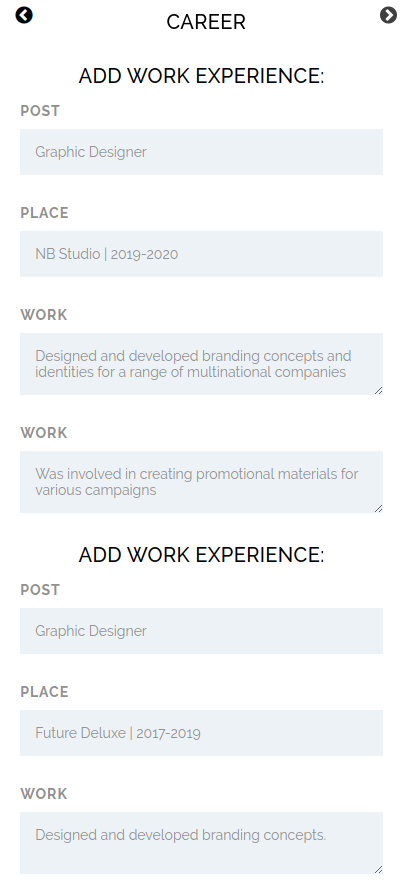 CAREER
ADD WORK EXPERIENCE:
POST
Graphic Designer
PLACE
NB Studio | 2019-2020
WORK
Designed and developed branding concepts and
identities for a range of multinational companies
WORK
Was involved in creating promotional materials for
various campaigns
ADD WORK EXPERIENCE:
POST
Graphic Designer
PLACE
Future Deluxe | 2017-2019
WORK
Designed and developed branding concepts.